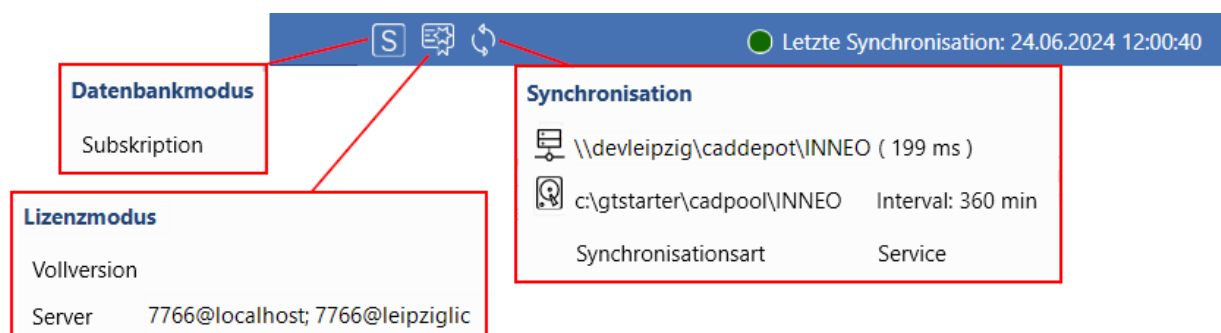 S
Letzte Synchronisation: 24.06.2024 12:00:40
Datenbankmodus
Subskription
Synchronisation
\\devleipzig\caddepot\INNEO ( 199 ms )
c:\gtstarter\cadpool\INNEO Interval: 360 min
Synchronisationsart Service
Lizenzmodus
Vollversion
Server 7766@localhost; 7766@leipziglic